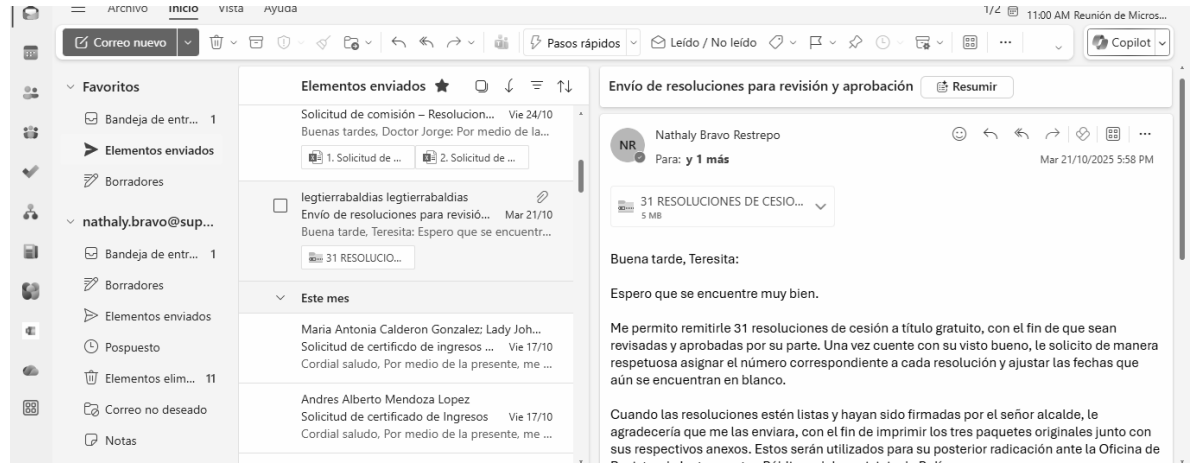 Archivo Inicio Vista Ayuda
1/2 11:00 AM Reunión de Micros...
Correo nuevo
Pasos rápidos
Leído / No leído
Copilot
Favoritos
Bandeja de entr... 1
Elementos enviados
Borradores
nathaly.bravo@sup...
Bandeja de entr... 1
Borradores
Elementos enviados
Pospuesto
Elementos elim... 11
Correo no deseado
Notas
Elementos enviados
Solicitud de comisión – Resolucion... Vie 24/10
Buenas tardes, Doctor Jorge: Por medio de la...
1. Solicitud de ... 2. Solicitud de ...
legtierrabaldias legtierrabaldias
Envío de resoluciones para revisió... Mar 21/10
Buena tarde, Teresita: Espero que se encuentr...
31 RESOLUCIO...
Este mes
Maria Antonia Calderon Gonzalez; Lady Joh...
Solicitud de certifcdo de ingresos ... Vie 17/10
Cordial saludo, Por medio de la presente, me ...
Andres Alberto Mendoza Lopez
Solicitud de certificado de Ingresos Vie 17/10
Cordial saludo, Por medio de la presente, me ...
Envío de resoluciones para revisión y aprobación
Resumir
NR
Nathaly Bravo Restrepo
Para: y 1 más
Mar 21/10/2025 5:58 PM
31 RESOLUCIONES DE CESIO...
5 MB
Buena tarde, Teresita:
Espero que se encuentre muy bien.
Me permito remitirle 31 resoluciones de cesión a título gratuito, con el fin de que sean
revisadas y aprobadas por su parte. Una vez cuente con su visto bueno, le solicito de manera
respetuosa asignar el número correspondiente a cada resolución y ajustar las fechas que
aún se encuentran en blanco.
Cuando las resoluciones estén listas y hayan sido firmadas por el señor alcalde, le
agradecería que me las enviara, con el fin de imprimir los tres paquetes originales junto con
sus respectivos anexos. Estos serán utilizados para su posterior radicación ante la Oficina de